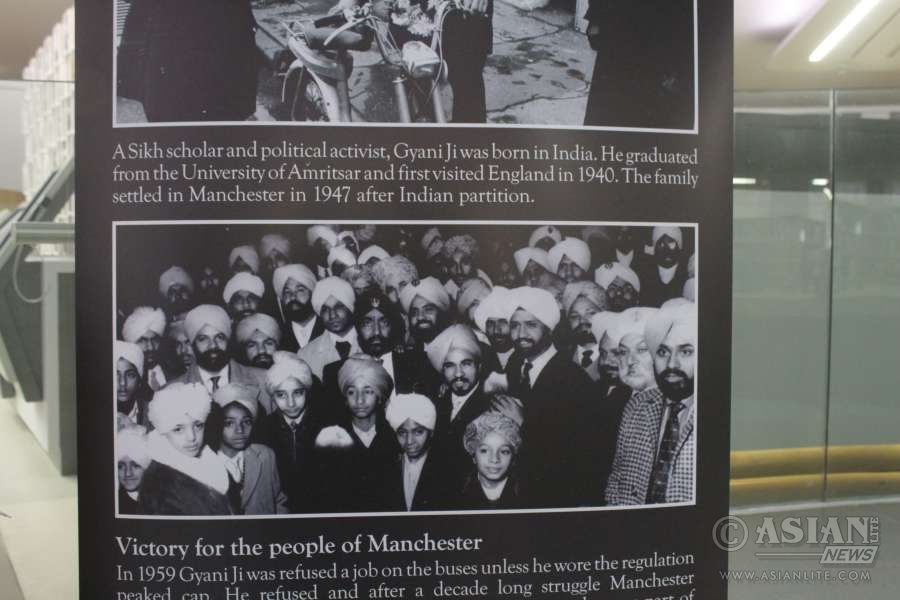 A Sikh scholar and political activist, Gyani Ji was born in India. He graduated
from the University of Amritsar and first visited England in 1940. The family
settled in Manchester in 1947 after Indian partition.
Victory for the people of Manchester
In 1959 Gyani Ji was refused a job on the buses unless he wore the regulation
peaked cap. He refused and after a decade long struggle Manchester
part of
© ASIAN LITE
NEWS
WWW.ASIANLITE.COM